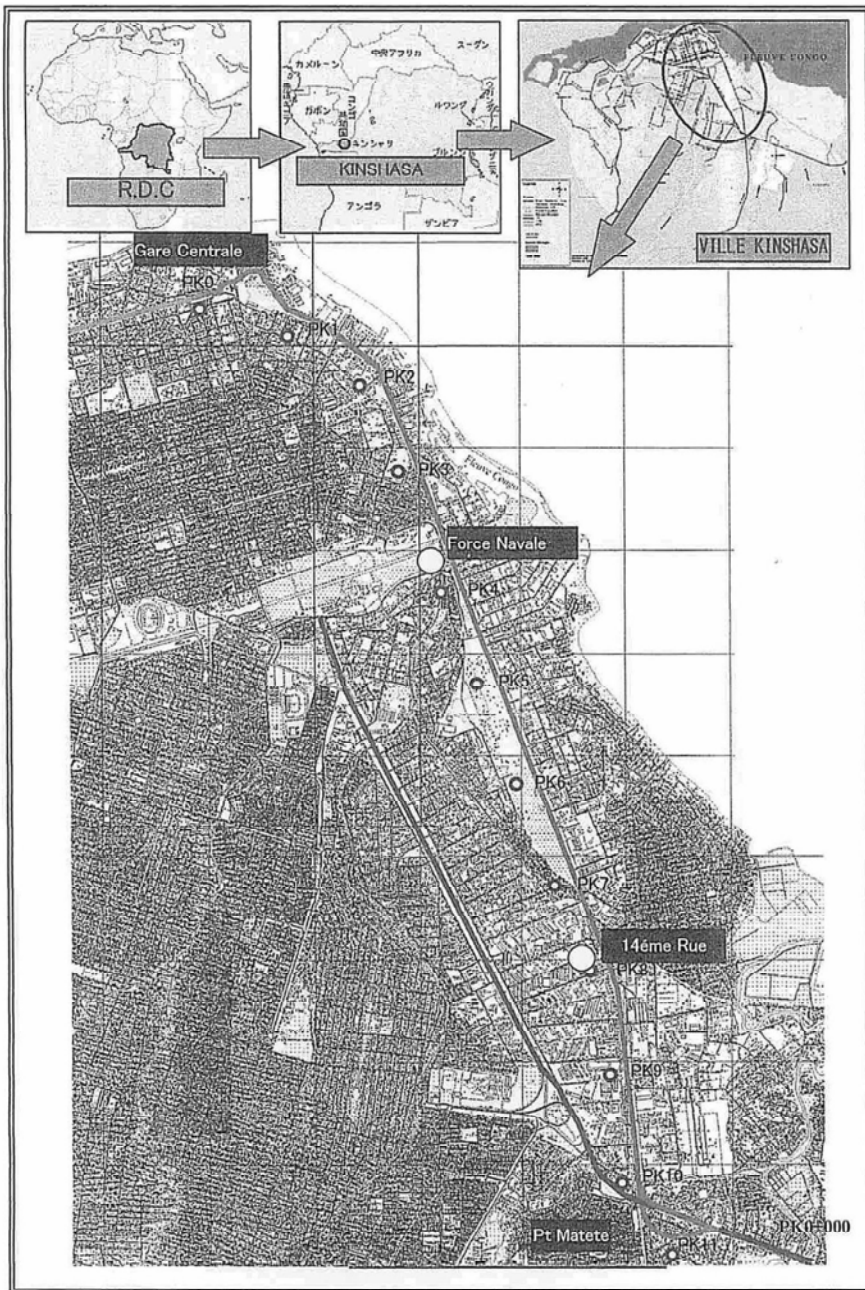 R.D.C
カメルーン
中央アフリカ
スーダン
ガボン
ルワンダ
キンシャサ
アンゴラ
ザンビア
KINSHASA
FLEUVE CONGO
VILLE KINSHASA
Gare Centrale
PK0
PK1
PK2
PK3
Fleuve Congo
Force Navale
PK4
PK5
PK6
PK7
14éme Rue
PK8
PK9
PK10
PK0+000
Pt Matete
PK11